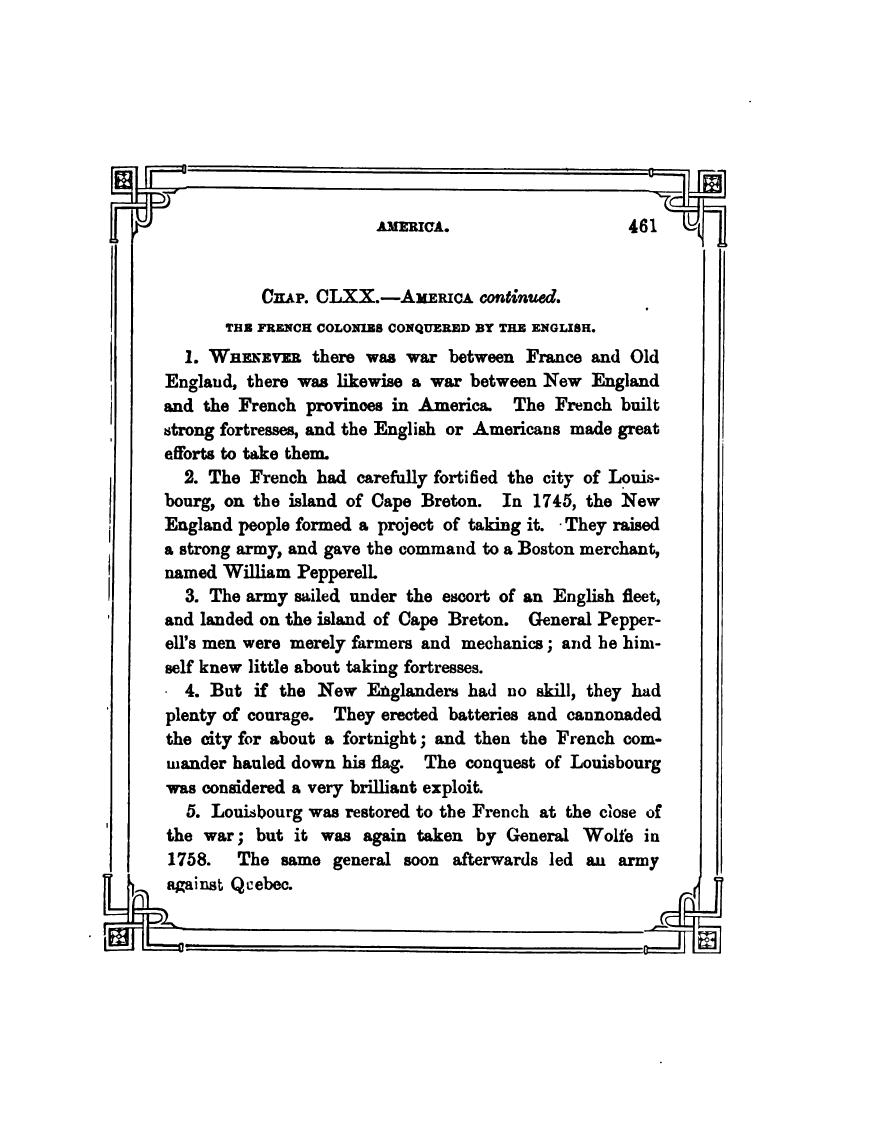 AMERICA. 461
CHAP. CLXX.—AMERICA continued.
THE FRENCH COLONIES CONQUERED BY THE ENGLISH.
1. WHENEVER there was war between France and Old
England, there was likewise a war between New England
and the French provinces in America. The French built
strong fortresses, and the English or Americans made great
efforts to take them.
2. The French had carefully fortified the city of Louis-
bourg, on the island of Cape Breton. In 1745, the New
England people formed a project of taking it. They raised
a strong army, and gave the command to a Boston merchant,
named William Pepperell.
3. The army sailed under the escort of an English fleet,
and landed on the island of Cape Breton. General Pepper-
ell's men were merely farmers and mechanics; and he him-
self knew little about taking fortresses.
4. But if the New Englanders had no skill, they had
plenty of courage. They erected batteries and cannonaded
the city for about a fortnight; and then the French com-
mander hauled down his flag. The conquest of Louisbourg
was considered a very brilliant exploit.
5. Louisbourg was restored to the French at the close of
the war; but it was again taken by General Wolfe in
1758. The same general soon afterwards led an army
against Quebec.